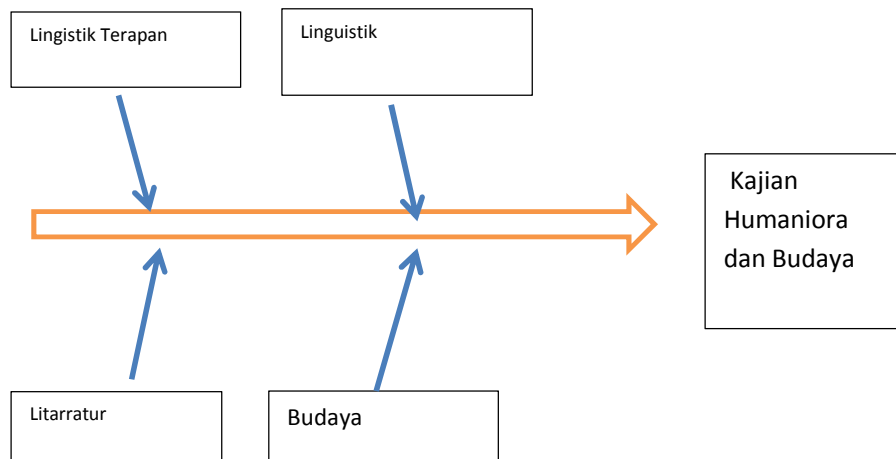 Lingistik Terapan
Linguistik
Kajian
Humaniora
dan Budaya
Litarratur
Budaya